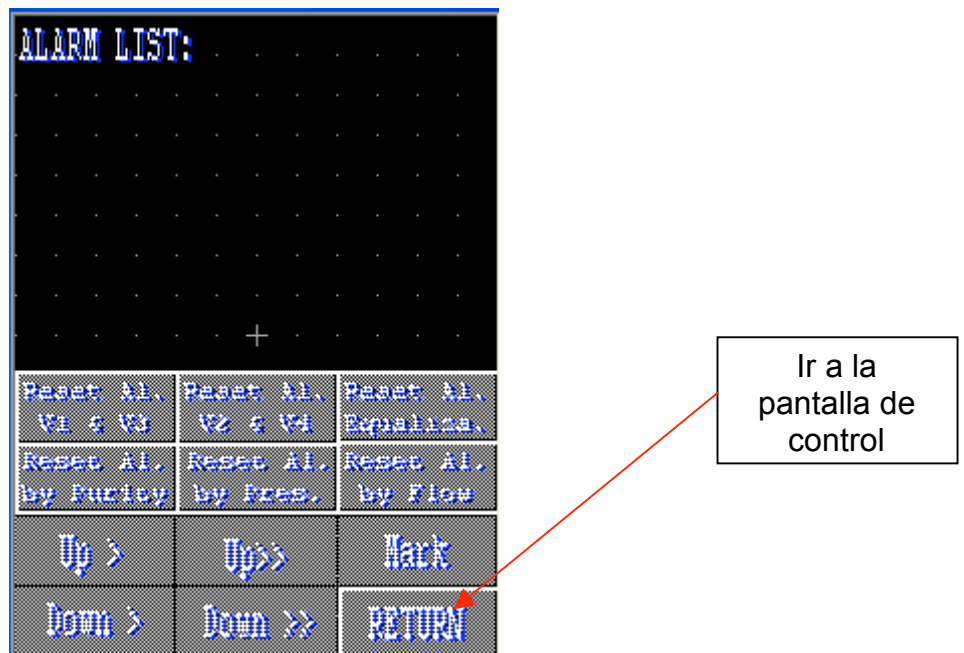 ALARM LIST:
Reset Al.
V1 & V3
Reset Al.
V2 & V4
Reset Al.
Equaliza.
Reset Al.
by Purity
Reset Al.
by Pres.
Reset Al.
by Flow
Up >
Up>>
Mark
Down >
Down >>
RETURN
Ir a la
pantalla de
control